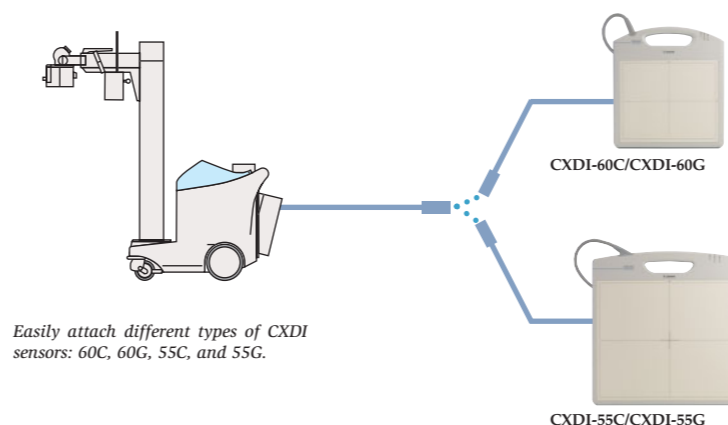 CXDI-60C/CXDI-60G
Easily attach different types of CXDI
sensors: 60C, 60G, 55C, and 55G.
CXDI-55C/CXDI-55G